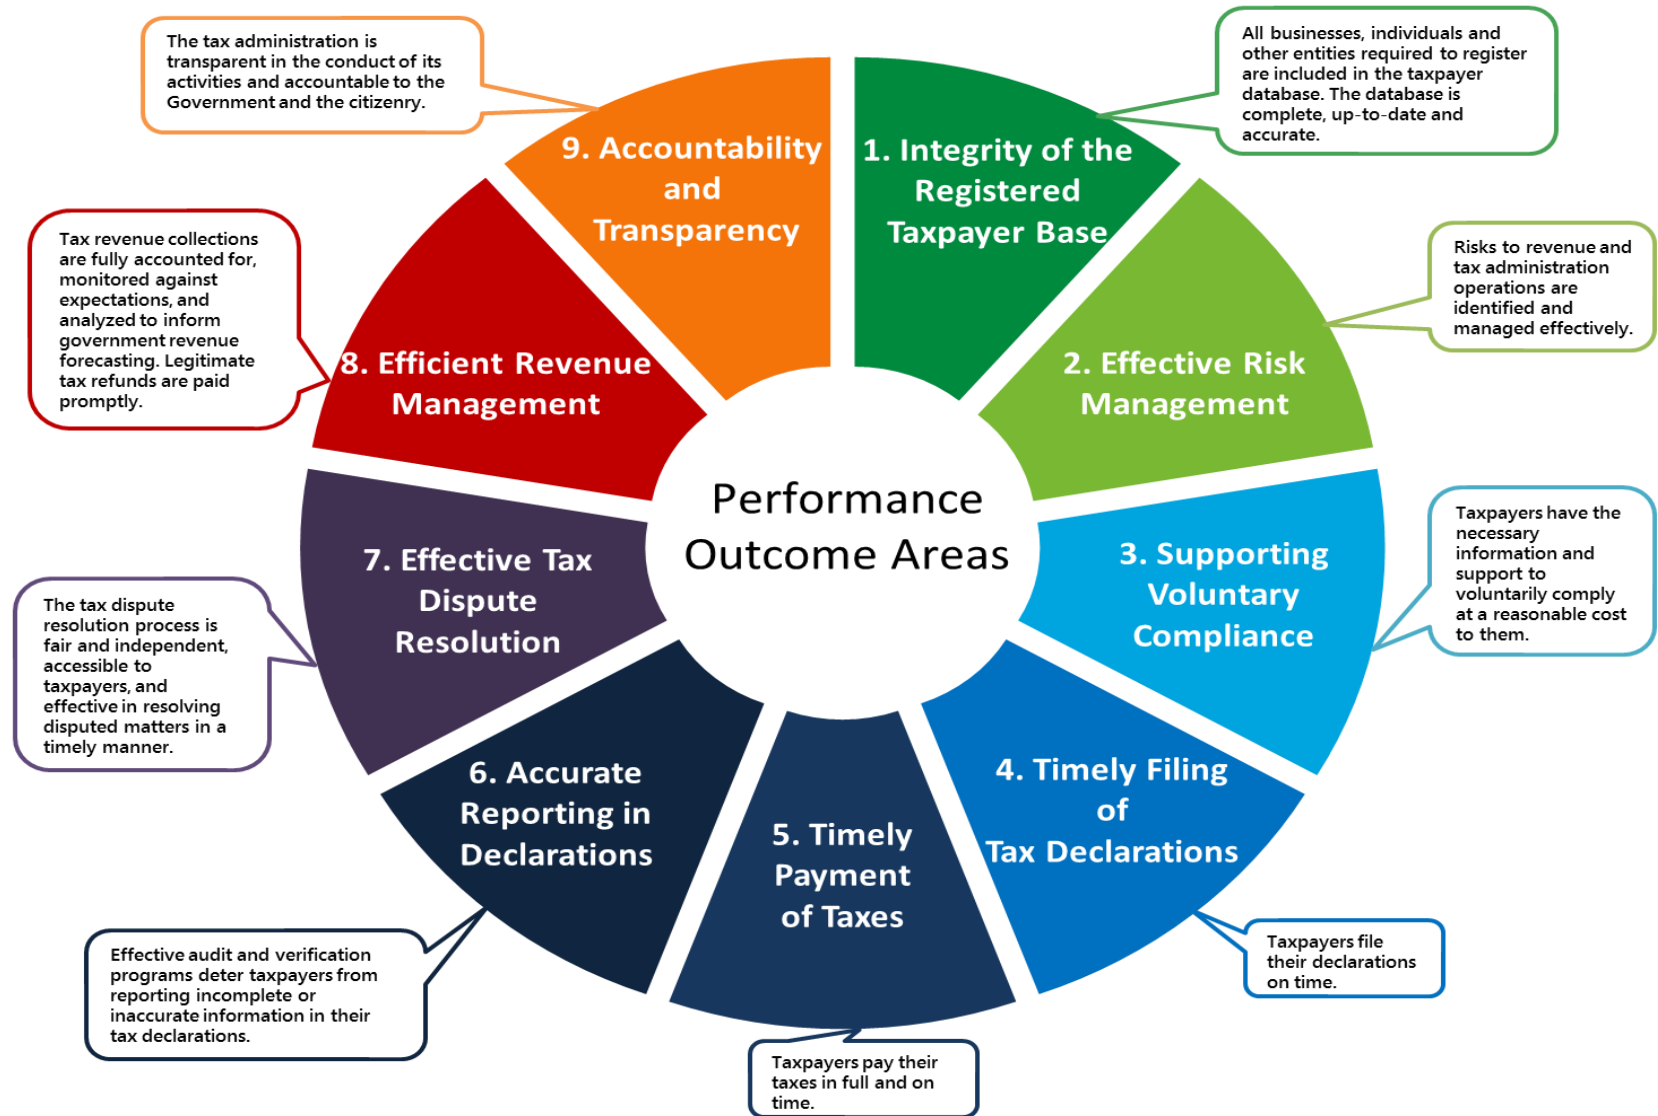 Performance
Outcome Areas
1. Integrity of the
Registered
Taxpayer Base
All businesses, individuals and
other entities required to register
are included in the taxpayer
database. The database is
complete, up-to-date and
accurate.
2. Effective Risk
Management
Risks to revenue and
tax administration
operations are
identified and
managed effectively.
3. Supporting
Voluntary
Compliance
Taxpayers have the
necessary
information and
support to
voluntarily comply
at a reasonable cost
to them.
4. Timely Filing
of
Tax Declarations
Taxpayers file
their declarations
on time.
5. Timely
Payment
of Taxes
Taxpayers pay their
taxes in full and on
time.
6. Accurate
Reporting in
Declarations
Effective audit and verification
programs deter taxpayers from
reporting incomplete or
inaccurate information in their
tax declarations.
7. Effective Tax
Dispute
Resolution
The tax dispute
resolution process is
fair and independent,
accessible to
taxpayers, and
effective in resolving
disputed matters in a
timely manner.
8. Efficient Revenue
Management
Tax revenue collections
are fully accounted for,
monitored against
expectations, and
analyzed to inform
government revenue
forecasting. Legitimate
tax refunds are paid
promptly.
9. Accountability
and
Transparency
The tax administration is
transparent in the conduct of its
activities and accountable to the
Government and the citizenry.